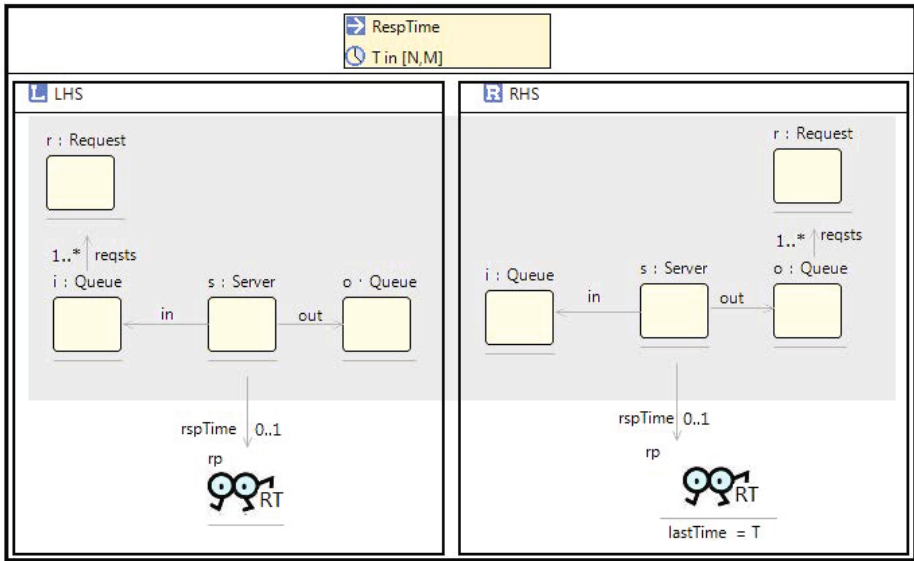 RespTime
T in [N,M]
L LHS
r : Request
1..* reqsts
i : Queue s : Server o : Queue
in out
rspTime 0..1
rp
RT
R RHS
r : Request
1..* reqsts
i : Queue s : Server o : Queue
in out
rspTime 0..1
rp
RT
lastTime = T